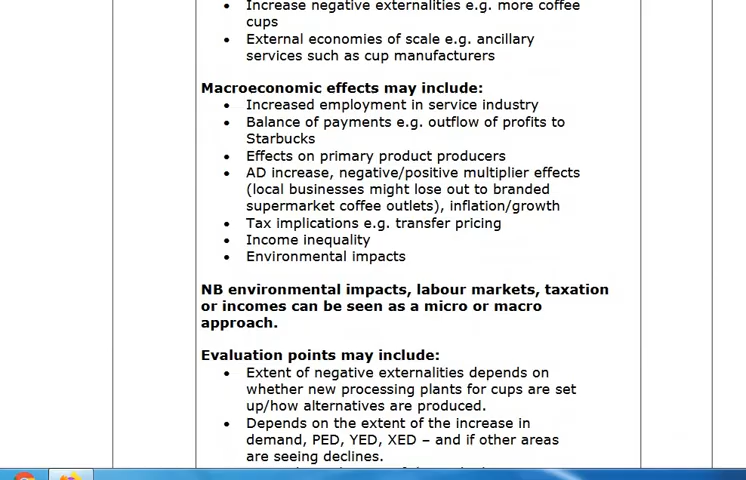 • Increase negative externalities e.g. more coffee
cups
• External economies of scale e.g. ancillary
services such as cup manufacturers
Macroeconomic effects may include:
• Increased employment in service industry
• Balance of payments e.g. outflow of profits to
Starbucks
• Effects on primary product producers
• AD increase, negative/positive multiplier effects
(local businesses might lose out to branded
supermarket coffee outlets), inflation/growth
• Tax implications e.g. transfer pricing
• Income inequality
• Environmental impacts
NB environmental impacts, labour markets, taxation
or incomes can be seen as a micro or macro
approach.
Evaluation points may include:
• Extent of negative externalities depends on
whether new processing plants for cups are set
up/how alternatives are produced.
• Depends on the extent of the increase in
demand, PED, YED, XED – and if other areas
are seeing declines.